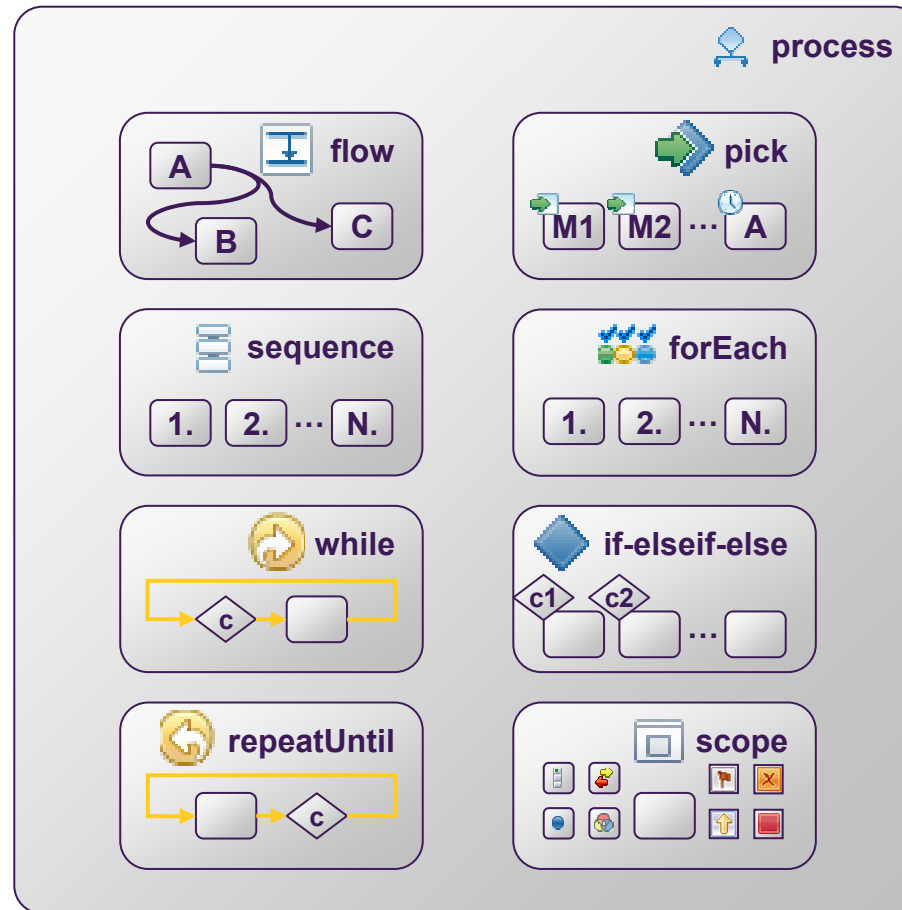 process
flow
A
B
C
pick
M1 M2 ... A
sequence
1. 2. ... N.
forEach
1. 2. ... N.
while
c
if-elseif-else
c1 c2
...
repeatUntil
c
scope